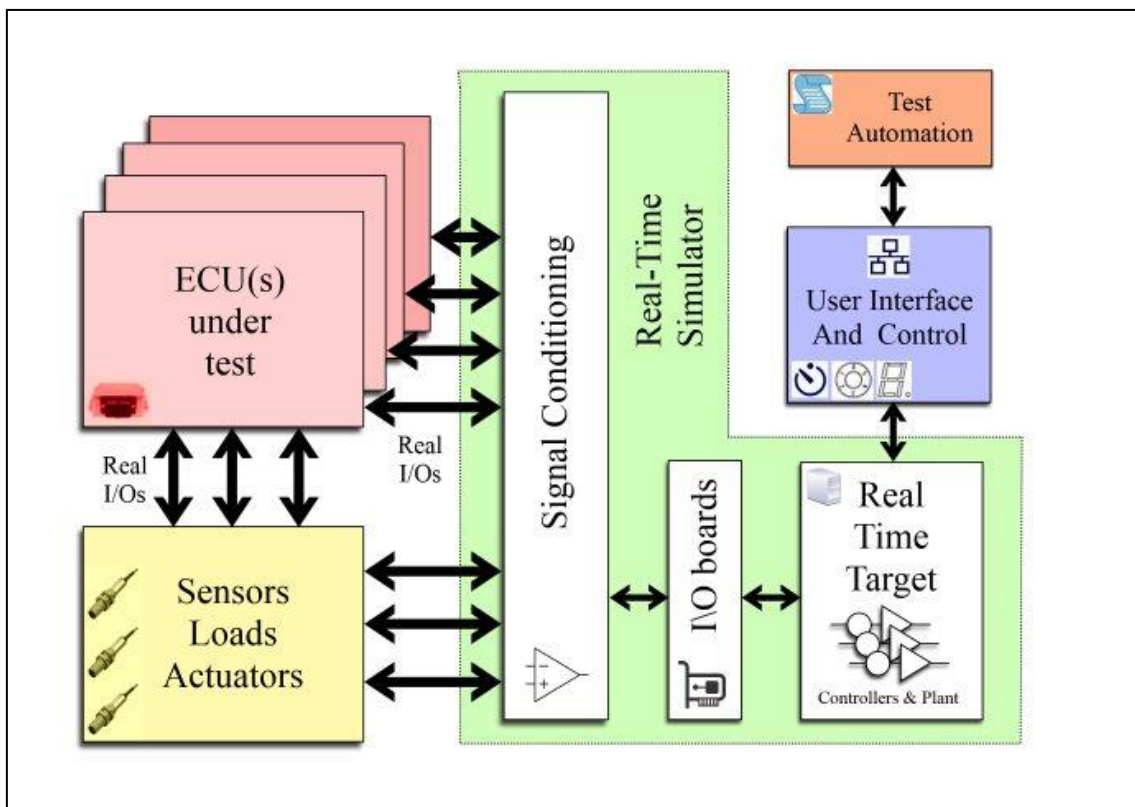 ECU(s)
under
test
Real
I/Os
Real
I/Os
Sensors
Loads
Actuators
Signal Conditioning
Real-Time
Simulator
I\O boards
Test
Automation
User Interface
And Control
Real
Time
Target
Controllers & Plant